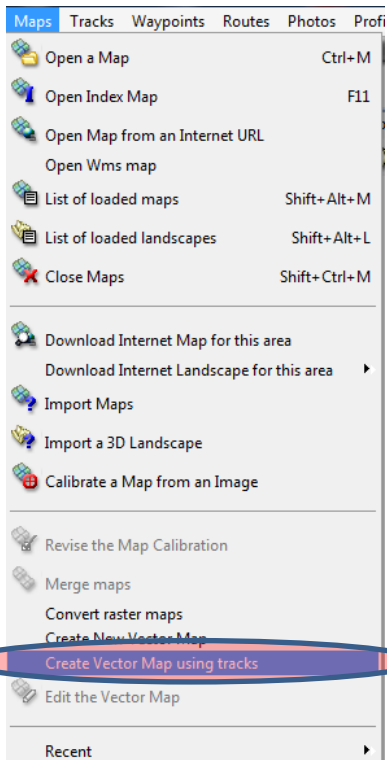 Maps Tracks Waypoints Routes Photos Profi
Open a Map Ctrl+M
Open Index Map F11
Open Map from an Internet URL
Open Wms map
List of loaded maps Shift+Alt+M
List of loaded landscapes Shift+Alt+L
Close Maps Shift+Ctrl+M
Download Internet Map for this area
Download Internet Landscape for this area
Import Maps
Import a 3D Landscape
Calibrate a Map from an Image
Revise the Map Calibration
Merge maps
Convert raster maps
Create New Vector Map
Create Vector Map using tracks
Edit the Vector Map
Recent